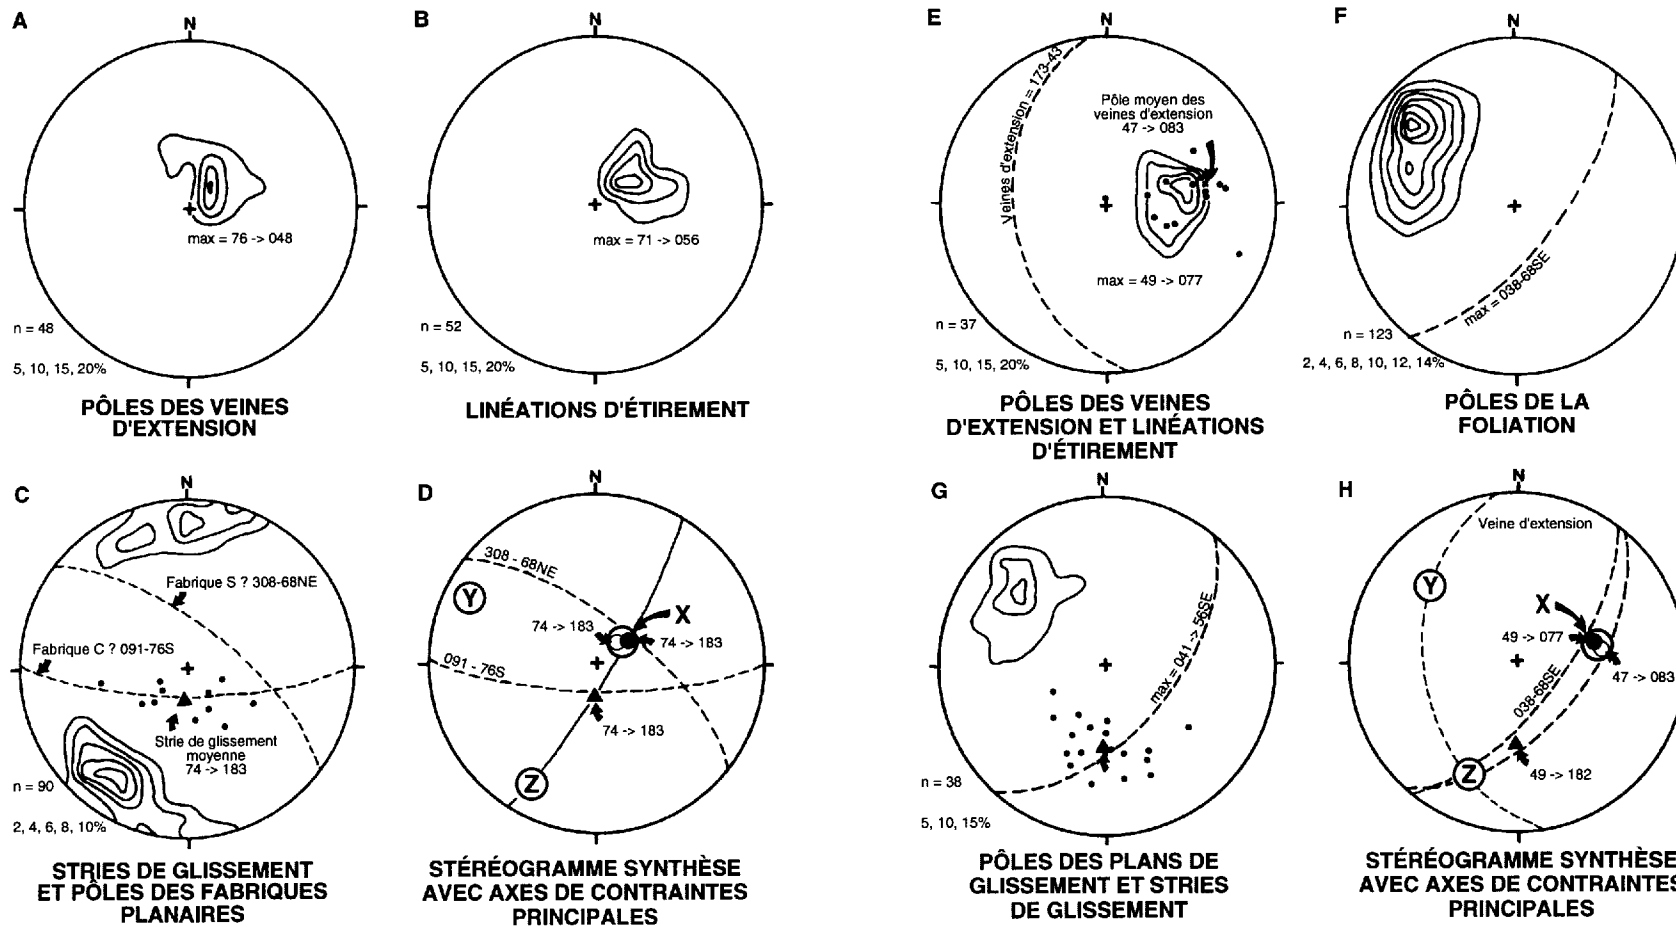 A
N
max = 76 -> 048
n = 48
5, 10, 15, 20%
PÔLES DES VEINES
D'EXTENSION
B
N
max = 71 -> 056
n = 52
5, 10, 15, 20%
LINÉATIONS D'ÉTIREMENT
E
N
Veines d'extension = 173-43
Pôle moyen des
veines d'extension
47 -> 083
max = 49 -> 077
n = 37
5, 10, 15, 20%
PÔLES DES VEINES
D'EXTENSION ET LINÉATIONS
D'ÉTIREMENT
F
N
max = 038-68SE
n = 123
2, 4, 6, 8, 10, 12, 14%
PÔLES DE LA
FOLIATION
C
N
Fabrique S ? 308-68NE
Fabrique C ? 091-76S
Strie de glissement
moyenne
74 -> 183
n = 90
2, 4, 6, 8, 10%
STRIES DE GLISSEMENT
ET PÔLES DES FABRIQUES
PLANAIRES
D
N
308 - 68NE
Y
X
74 -> 183
74 -> 183
091 - 76S
74 -> 183
Z
STÉRÉOGRAMME SYNTHÈSE
AVEC AXES DE CONTRAINTES
PRINCIPALES
G
N
max = 041 -> 56SE
n = 38
5, 10, 15%
PÔLES DES PLANS DE
GLISSEMENT ET STRIES
DE GLISSEMENT
H
N
Veine d'extension
Y
X
49 -> 077
47 -> 083
038-68SE
Z
49 -> 182
STÉRÉOGRAMME SYNTHÈSE
AVEC AXES DE CONTRAINTES
PRINCIPALES